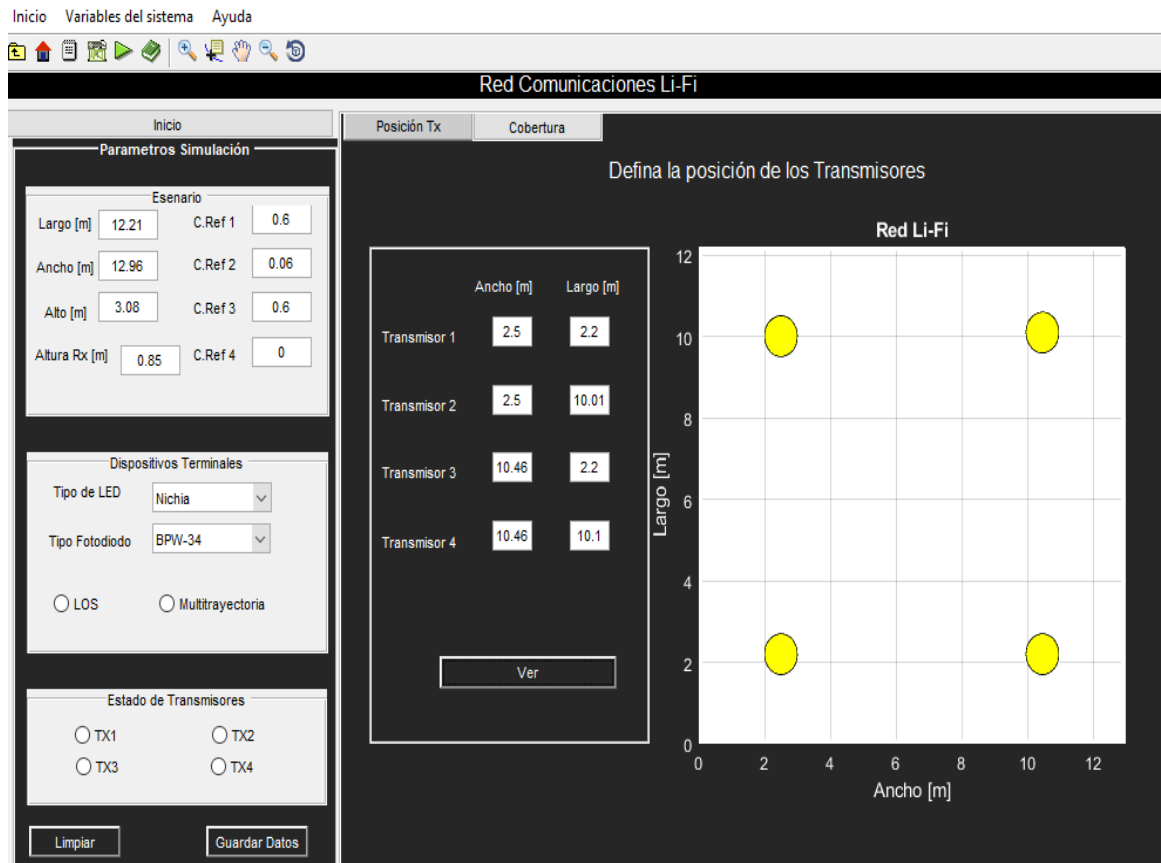 Inicio Variables del sistema Ayuda
Red Comunicaciones Li-Fi
Inicio
Parametros Simulación
Esenario
Largo [m] 12.21 C.Ref 1 0.6
Ancho [m] 12.96 C.Ref 2 0.06
Alto [m] 3.08 C.Ref 3 0.6
Altura Rx [m] 0.85 C.Ref 4 0
Dispositivos Terminales
Tipo de LED Nichia
Tipo Fotodiodo BPW-34
LOS Multitrayectoria
Estado de Transmisores
TX1 TX2
TX3 TX4
Limpiar Guardar Datos
Posición Tx Cobertura
Defina la posición de los Transmisores
Ancho [m] Largo [m]
Transmisor 1 2.5 2.2
Transmisor 2 2.5 10.01
Transmisor 3 10.46 2.2
Transmisor 4 10.46 10.1
Ver
Red Li-Fi
12
10
8
6
4
2
0
Largo [m]
0 2 4 6 8 10 12
Ancho [m]